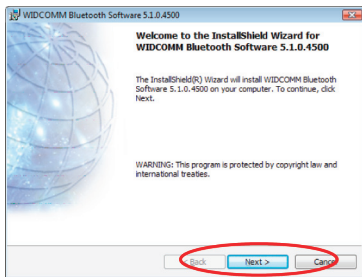 WIDCOMM Bluetooth Software 5.1.0.4500
Welcome to the InstallShield Wizard for
WIDCOMM Bluetooth Software 5.1.0.4500
The InstallShield(R) Wizard will install WIDCOMM Bluetooth
Software 5.1.0.4500 on your computer. To continue, click
Next.
WARNING: This program is protected by copyright law and
international treaties.
< Back Next > Cancel